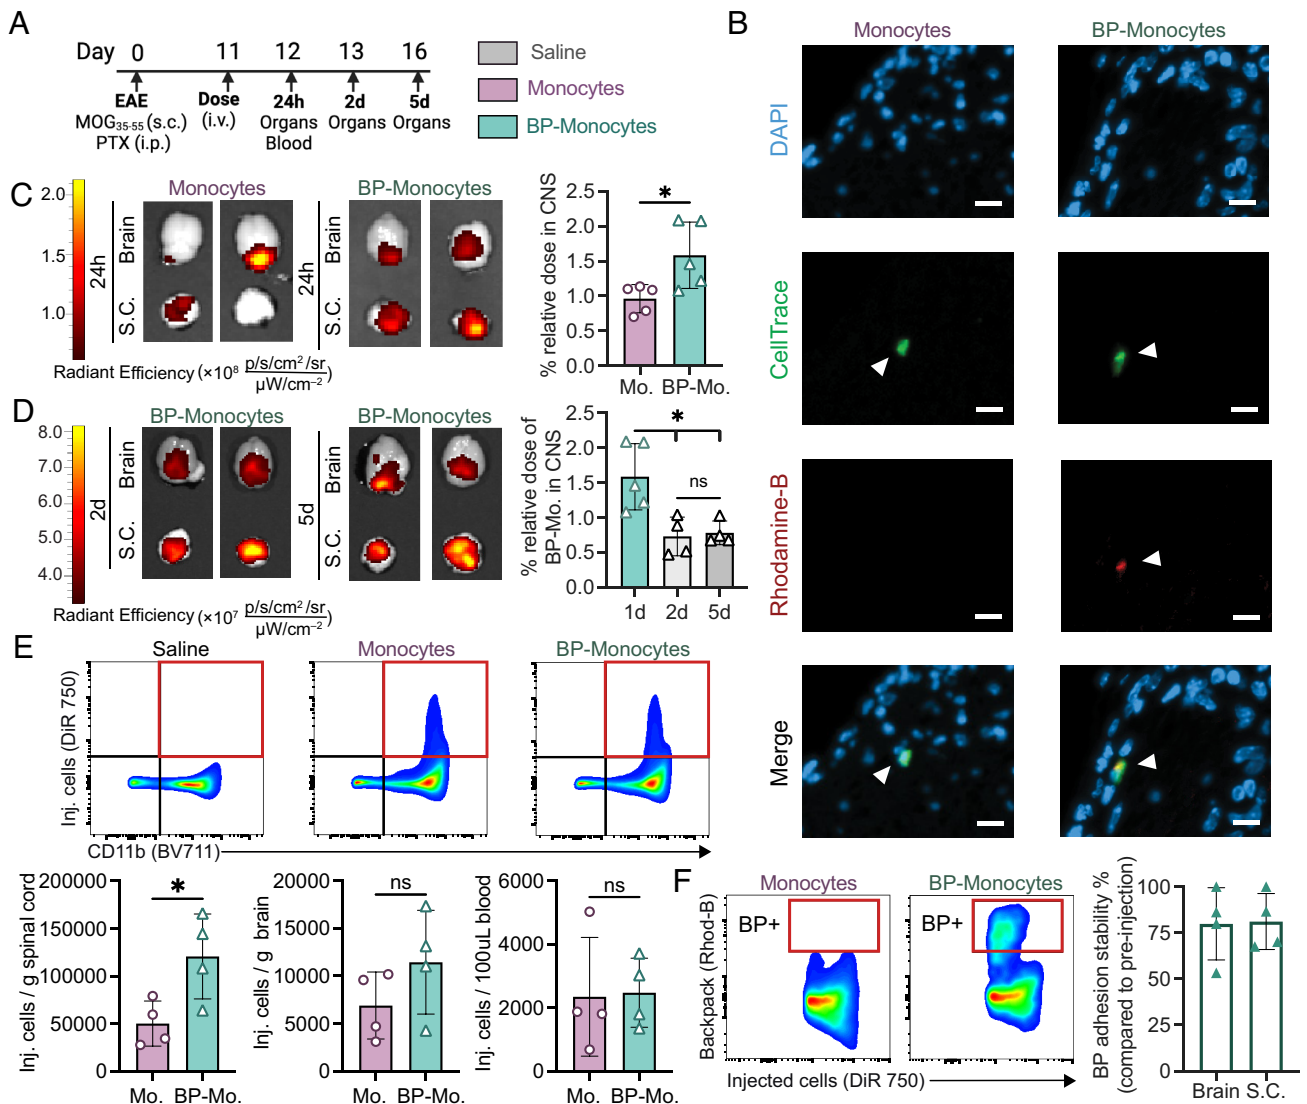 A
Day 0 11 12 13 16
EAE Dose 24h 2d 5d
MOG35-55 (s.c.) (i.v.) Organs Organs Organs
PTX (i.p.) Blood
Saline
Monocytes
BP-Monocytes
B
Monocytes BP-Monocytes
DAPI
CellTrace
Rhodamine-B
Merge
C
Monocytes BP-Monocytes
2.0
1.5
1.0
24h
Brain
S.C.
24h
Brain
S.C.
Radiant Efficiency (×10⁸ p/s/cm²/sr
µW/cm⁻²)
% relative dose in CNS
2.5
2.0
1.5
1.0
0.5
0.0
*
Mo. BP-Mo.
D
BP-Monocytes BP-Monocytes
8.0
7.0
6.0
5.0
4.0
2d
Brain
S.C.
5d
Brain
S.C.
Radiant Efficiency (×10⁷ p/s/cm²/sr
µW/cm⁻²)
% relative dose of
BP-Mo. in CNS
2.5
2.0
1.5
1.0
0.5
0.0
*
ns
1d 2d 5d
E
Saline Monocytes BP-Monocytes
Inj. cells (DiR 750)
CD11b (BV711)
Inj. cells / g spinal cord
200000
150000
100000
50000
0
*
Mo. BP-Mo.
Inj. cells / g brain
20000
15000
10000
5000
0
ns
Mo. BP-Mo.
Inj. cells / 100uL blood
6000
4000
2000
0
ns
Mo. BP-Mo.
F
Monocytes BP-Monocytes
BP+ BP+
Backpack (Rhod-B)
Injected cells (DiR 750)
BP adhesion stability %
(compared to pre-injection)
100
75
50
25
0
Brain S.C.